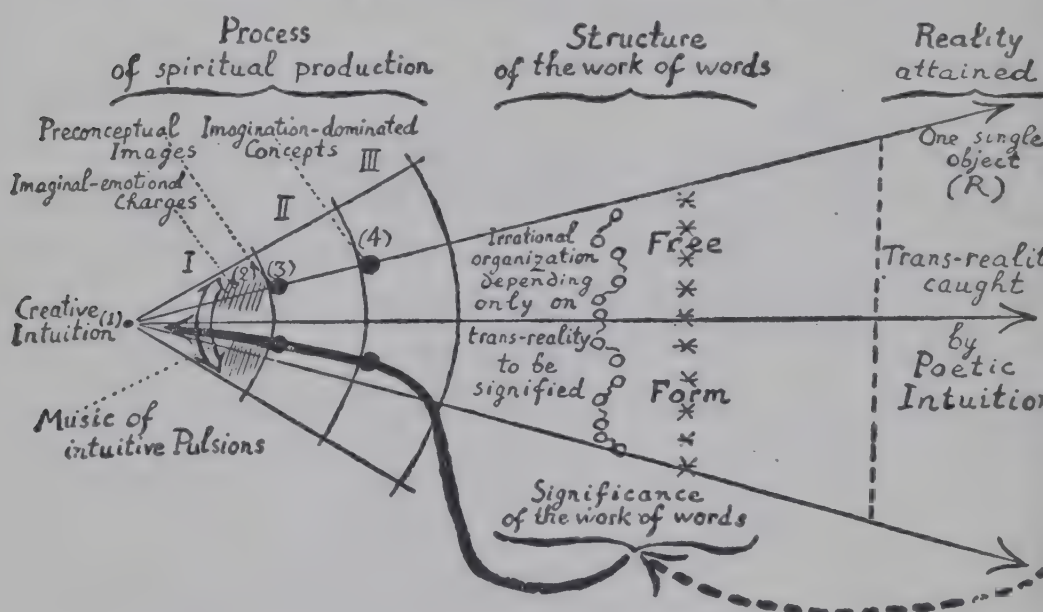 Process
of spiritual production
Structure
of the work of words
Reality
attained
Preconceptual
Images
Imagination-dominated
Concepts
Imaginal-emotional
charges
I
II
III
(2)
(3)
(4)
Creative (1)
Intuition
Music of
intuitive Pulsions
Irrational
organization
depending
only on
trans-reality
to be
signified
Free
Form
One single
object
(R)
Trans-realit
caught
by
Poetic
Intuition
Significance
of the work of words